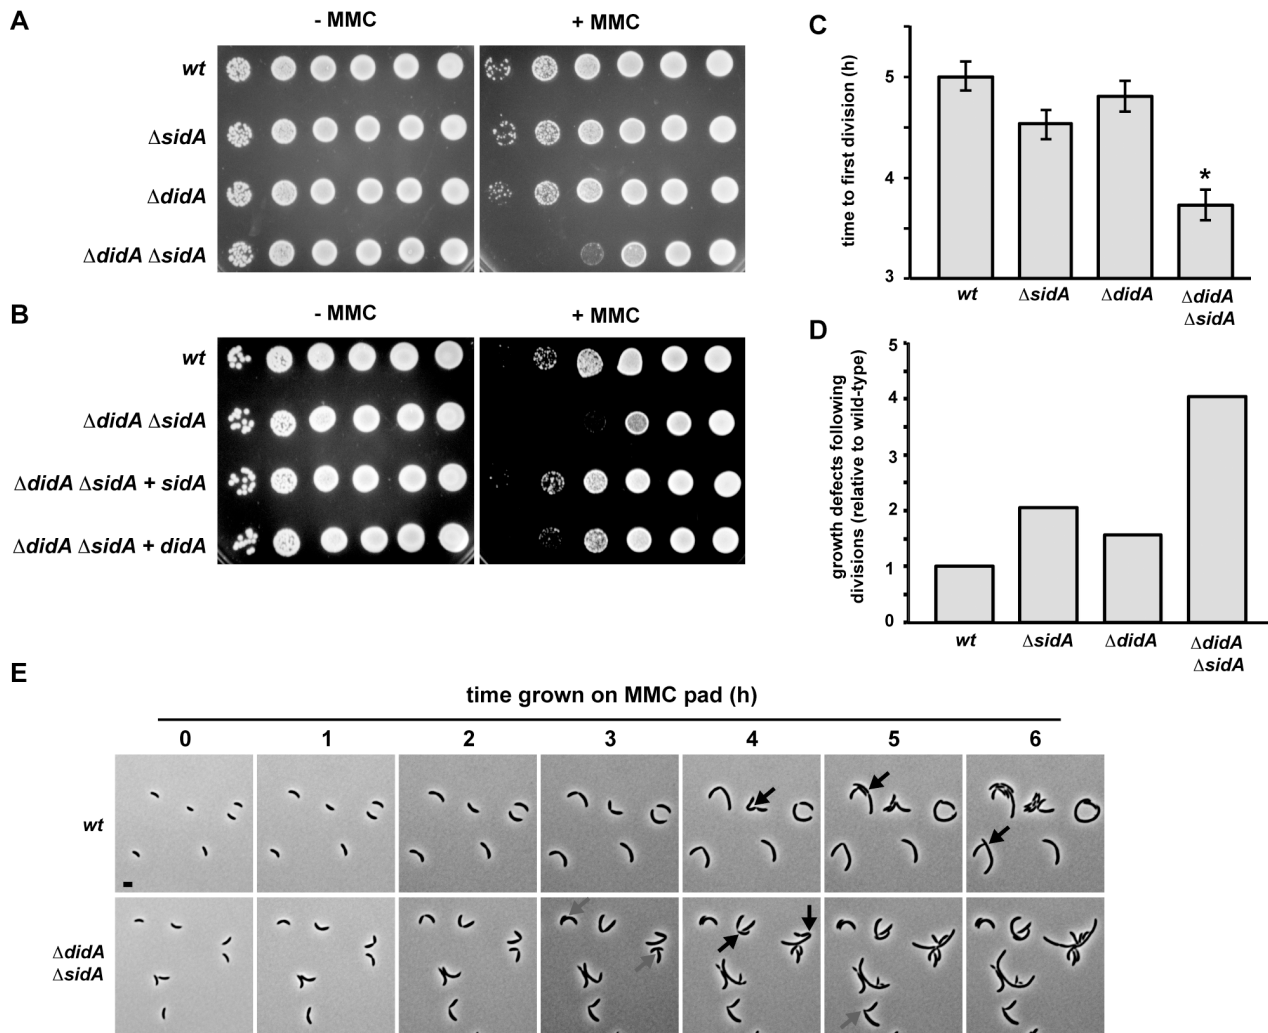 A
- MMC
+ MMC
wt
ΔsidA
ΔdidA
ΔdidA ΔsidA
B
- MMC
+ MMC
wt
ΔdidA ΔsidA
ΔdidA ΔsidA + sidA
ΔdidA ΔsidA + didA
C
time to first division (h)
5
4
3
*
wt
ΔsidA
ΔdidA
ΔdidA
ΔsidA
D
growth defects following
divisions (relative to wild-type)
5
4
3
2
1
0
wt
ΔsidA
ΔdidA
ΔdidA
ΔsidA
E
time grown on MMC pad (h)
0 1 2 3 4 5 6
wt
ΔdidA
ΔsidA